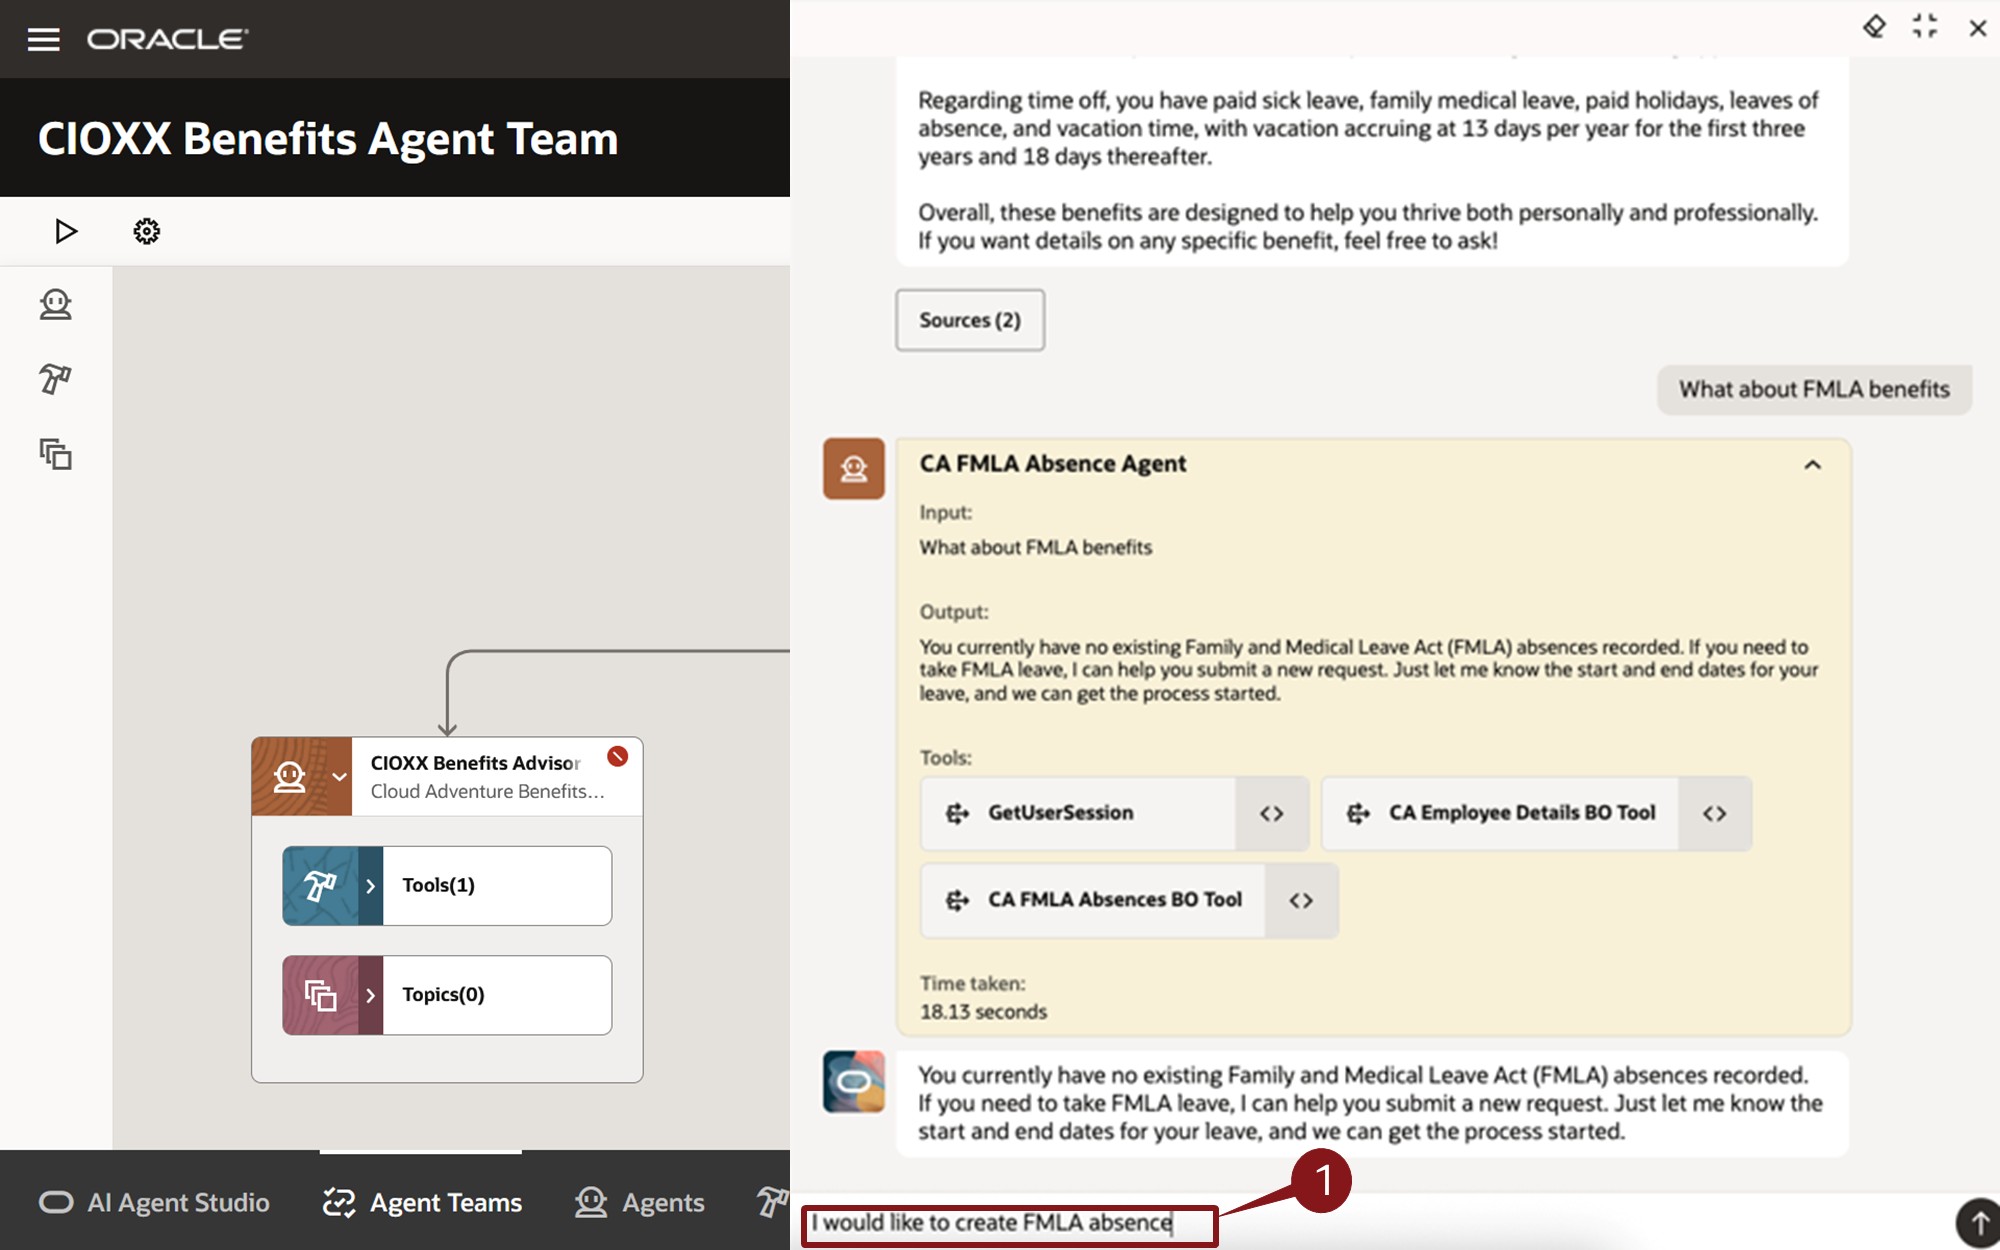 ORACLE
CIOXX Benefits Agent Team
CIOXX Benefits Advisor
Cloud Adventure Benefits...
Tools(1)
Topics(0)
AI Agent Studio
Agent Teams
Agents
Regarding time off, you have paid sick leave, family medical leave, paid holidays, leaves of
absence, and vacation time, with vacation accruing at 13 days per year for the first three
years and 18 days thereafter.
Overall, these benefits are designed to help you thrive both personally and professionally.
If you want details on any specific benefit, feel free to ask!
Sources (2)
What about FMLA benefits
CA FMLA Absence Agent
Input:
What about FMLA benefits
Output:
You currently have no existing Family and Medical Leave Act (FMLA) absences recorded. If you need to
take FMLA leave, I can help you submit a new request. Just let me know the start and end dates for your
leave, and we can get the process started.
Tools:
GetUserSession
<>
CA Employee Details BO Tool
<>
CA FMLA Absences BO Tool
<>
Time taken:
18.13 seconds
You currently have no existing Family and Medical Leave Act (FMLA) absences recorded.
If you need to take FMLA leave, I can help you submit a new request. Just let me know the
start and end dates for your leave, and we can get the process started.
1
I would like to create FMLA absence